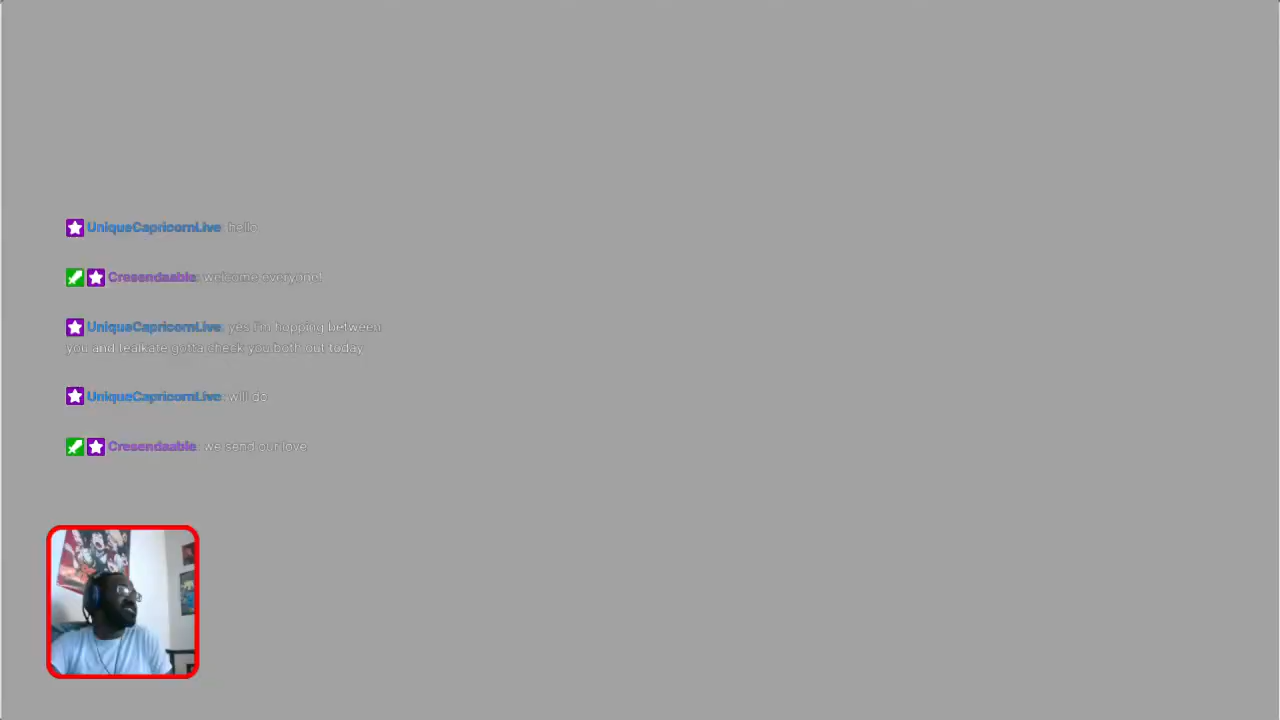 UniqueCapricornLive: hello
Cresendaable: welcome everyone!
UniqueCapricornLive: yes i'm hopping between
you and tealkate gotta check you both out today
UniqueCapricornLive: will do
Cresendaable: we send our love